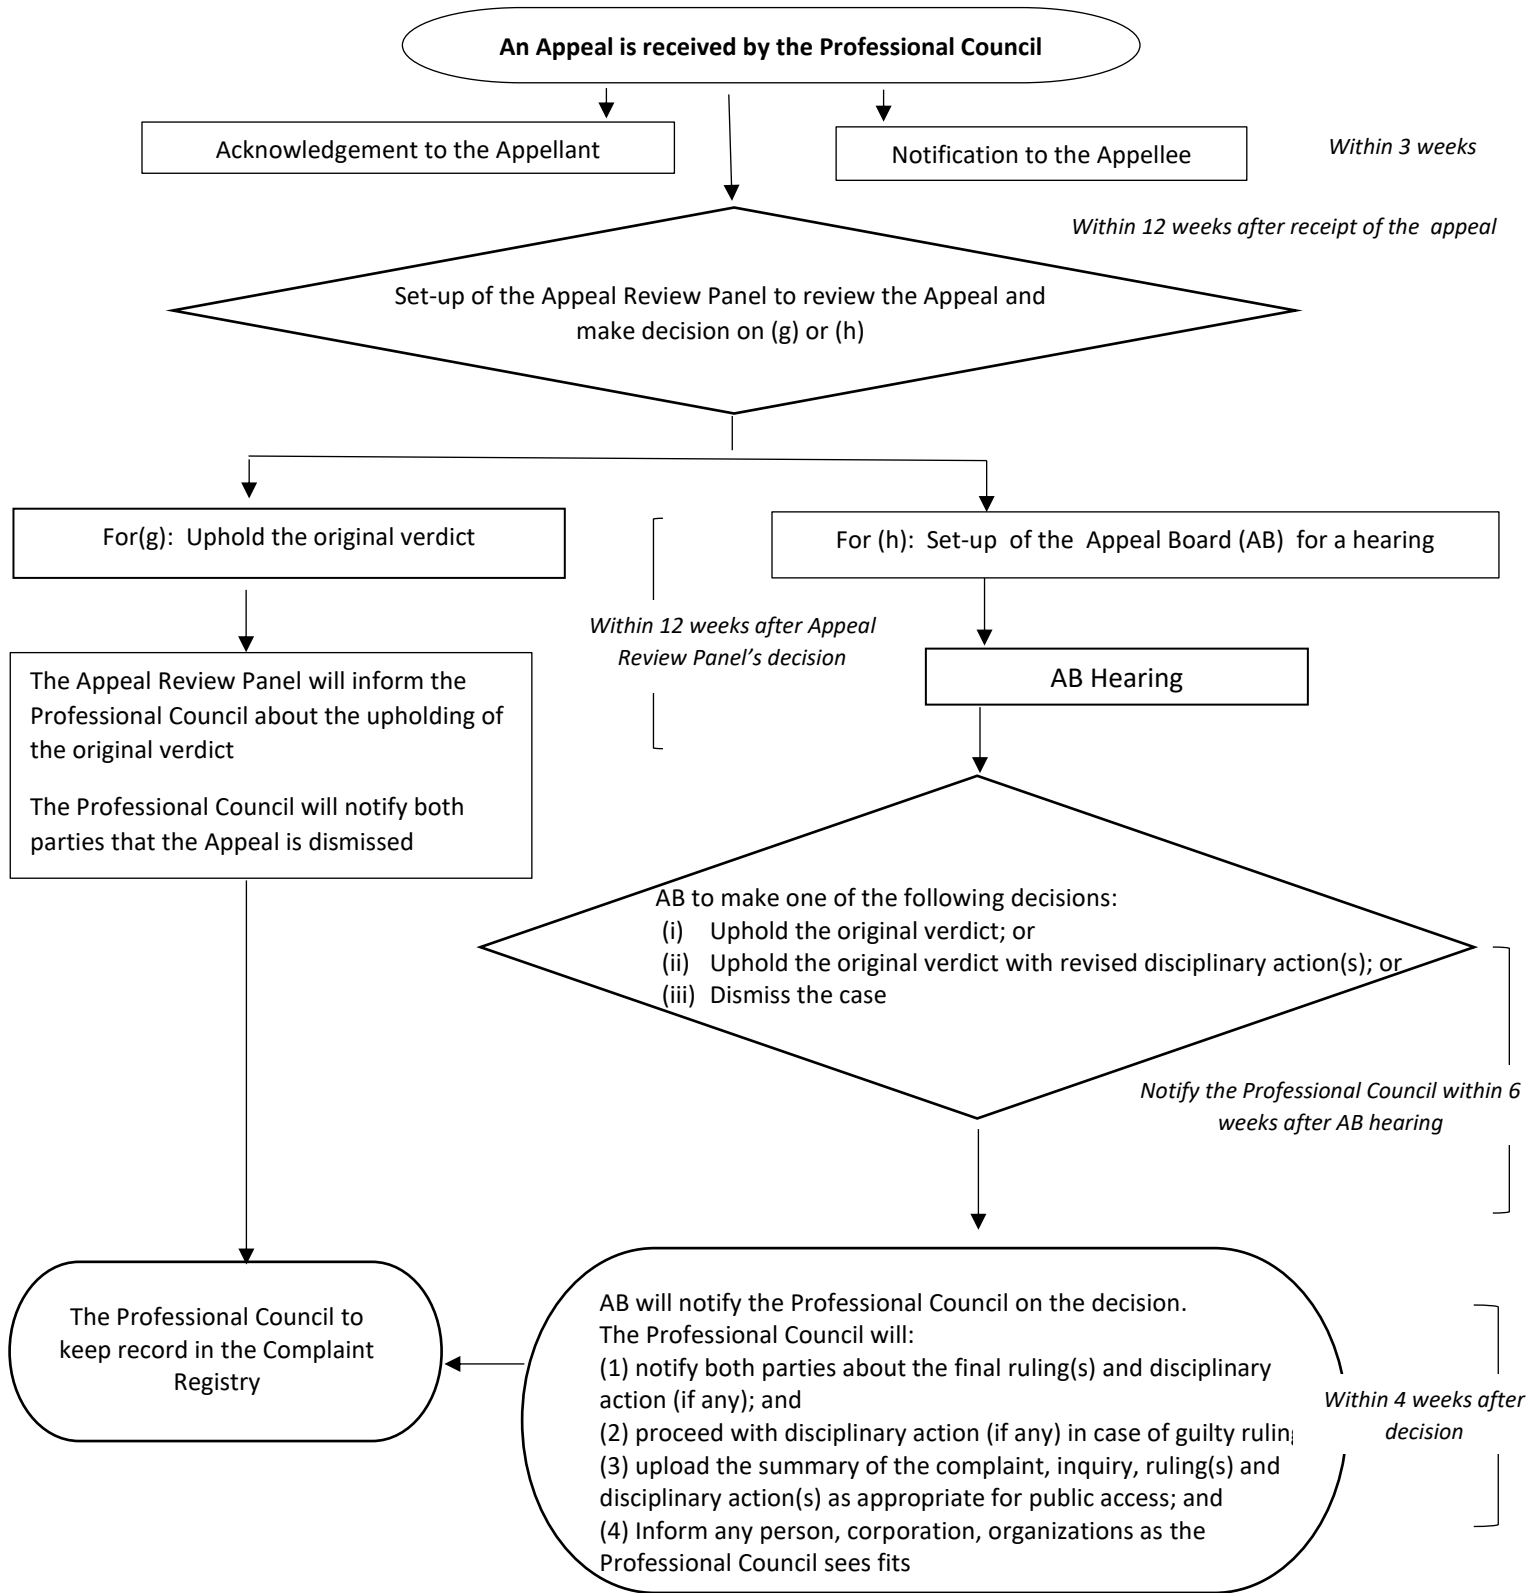 An Appeal is received by the Professional Council
Acknowledgement to the Appellant
Notification to the Appellee
Within 3 weeks
Within 12 weeks after receipt of the appeal
Set-up of the Appeal Review Panel to review the Appeal and
make decision on (g) or (h)
For(g): Uphold the original verdict
For (h): Set-up of the Appeal Board (AB) for a hearing
Within 12 weeks after Appeal
Review Panel’s decision
The Appeal Review Panel will inform the
Professional Council about the upholding of
the original verdict
The Professional Council will notify both
parties that the Appeal is dismissed
AB Hearing
AB to make one of the following decisions:
(i) Uphold the original verdict; or
(ii) Uphold the original verdict with revised disciplinary action(s); or
(iii) Dismiss the case
Notify the Professional Council within 6
weeks after AB hearing
The Professional Council to
keep record in the Complaint
Registry
AB will notify the Professional Council on the decision.
The Professional Council will:
(1) notify both parties about the final ruling(s) and disciplinary
action (if any); and
(2) proceed with disciplinary action (if any) in case of guilty
(3) upload the summary of the complaint, inquiry, ruling(s) and
disciplinary action(s) as appropriate for public access; and
(4) Inform any person, corporation, organizations as the
Professional Council sees fits
Within 4 weeks after
decision